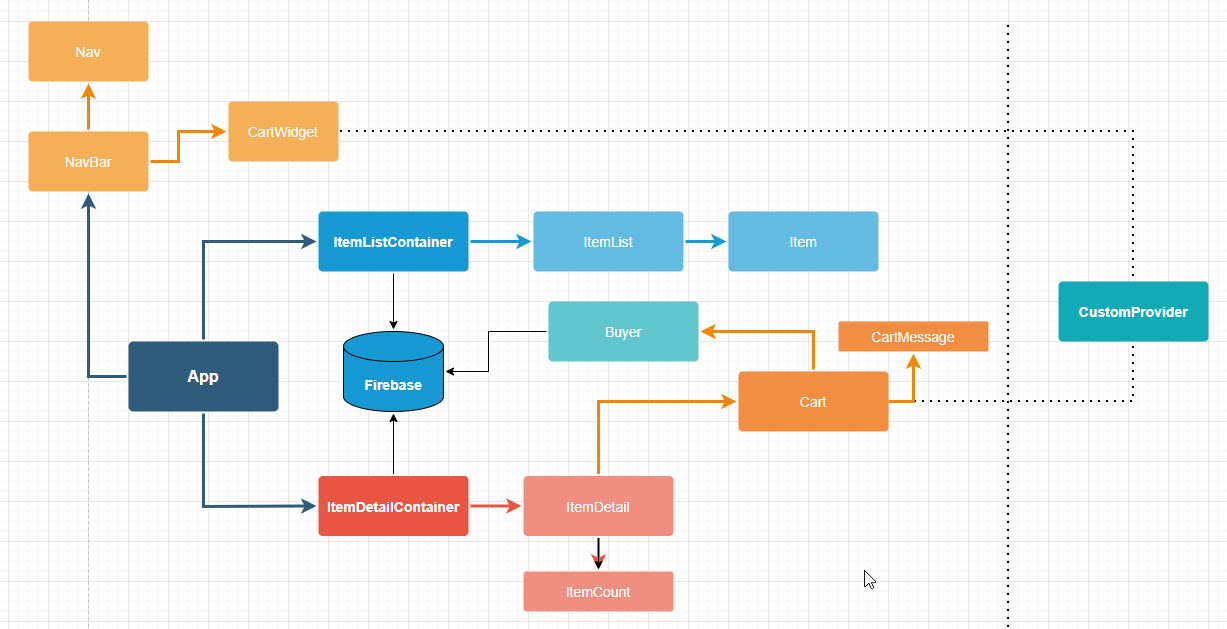 Nav
CartWidget
NavBar
ItemListContainer
ItemList
Item
CustomProvider
Buyer
CartMessage
App
Firebase
Cart
ItemDetailContainer
ItemDetail
ItemCount